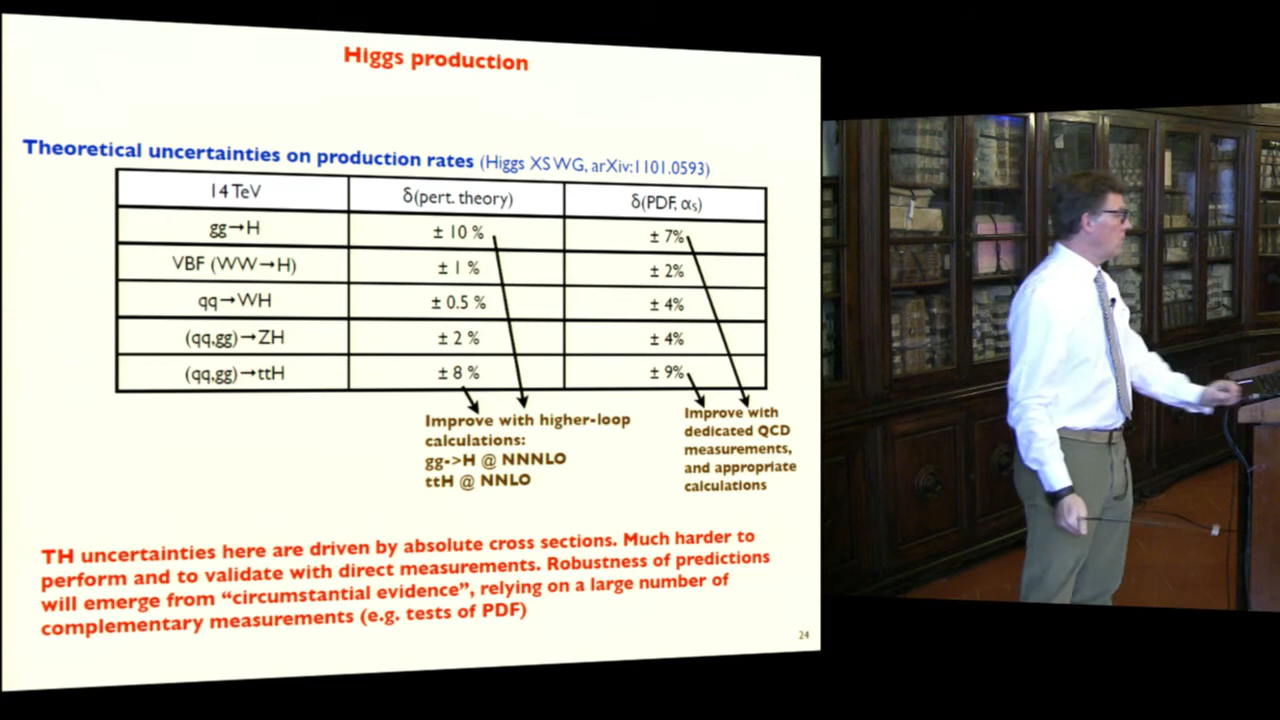 Higgs production
Theoretical uncertainties on production rates (Higgs XS WG, arXiv:1101.0593)
14 TeV δ(pert. theory) δ(PDF, αs)
gg→H ± 10 % ± 7%
VBF (WW→H) ± 1 % ± 2%
qq→WH ± 0.5 % ± 4%
(qq,gg)→ZH ± 2 % ± 4%
(qq,gg)→ttH ± 8 % ± 9%
Improve with higher-loop
calculations:
gg->H @ NNNLO
ttH @ NNLO
Improve with
dedicated QCD
measurements,
and appropriate
calculations
TH uncertainties here are driven by absolute cross sections. Much harder to
perform and to validate with direct measurements. Robustness of predictions
will emerge from “circumstantial evidence”, relying on a large number of
complementary measurements (e.g. tests of PDF)
24